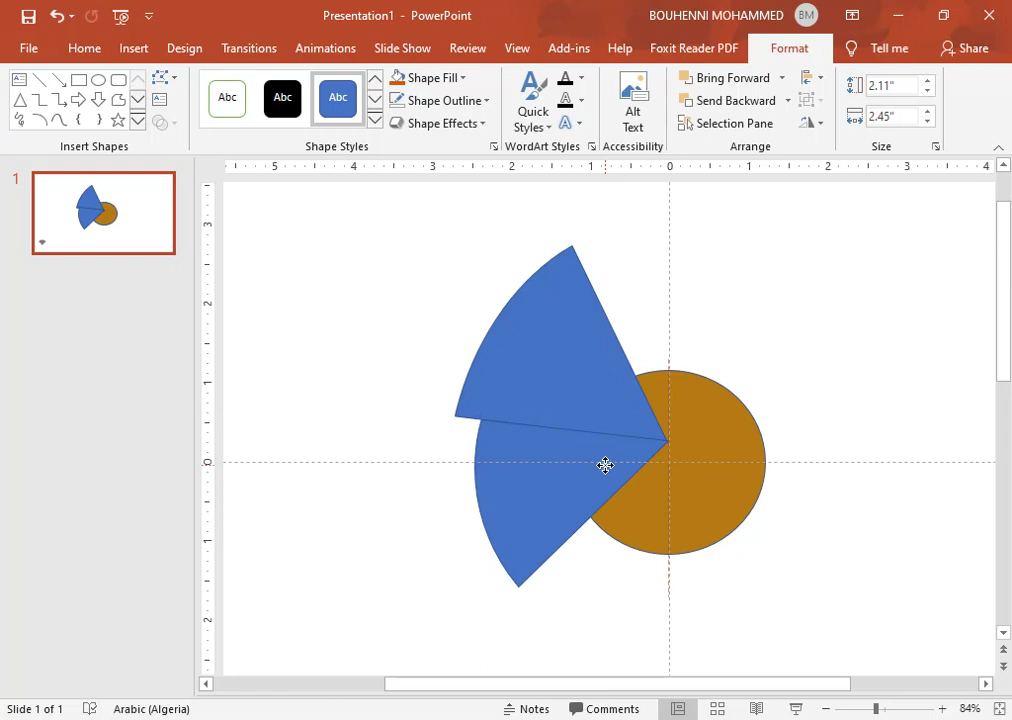 Presentation1 - PowerPoint
BOUHENNI MOHAMMED BM
File Home Insert Design Transitions Animations Slide Show Review View Add-ins Help Foxit Reader PDF Format Tell me Share
Abc Abc Abc
Shape Fill
Shape Outline
Shape Effects
Quick
Styles
Alt
Text
Bring Forward
Send Backward
Selection Pane
2.11"
2.45"
Insert Shapes Shape Styles WordArt Styles Accessibility Arrange Size
5 4 3 2 1 0 1 2 3 4
3
2
1
0
1
2
1
Slide 1 of 1 Arabic (Algeria) Notes Comments 84%